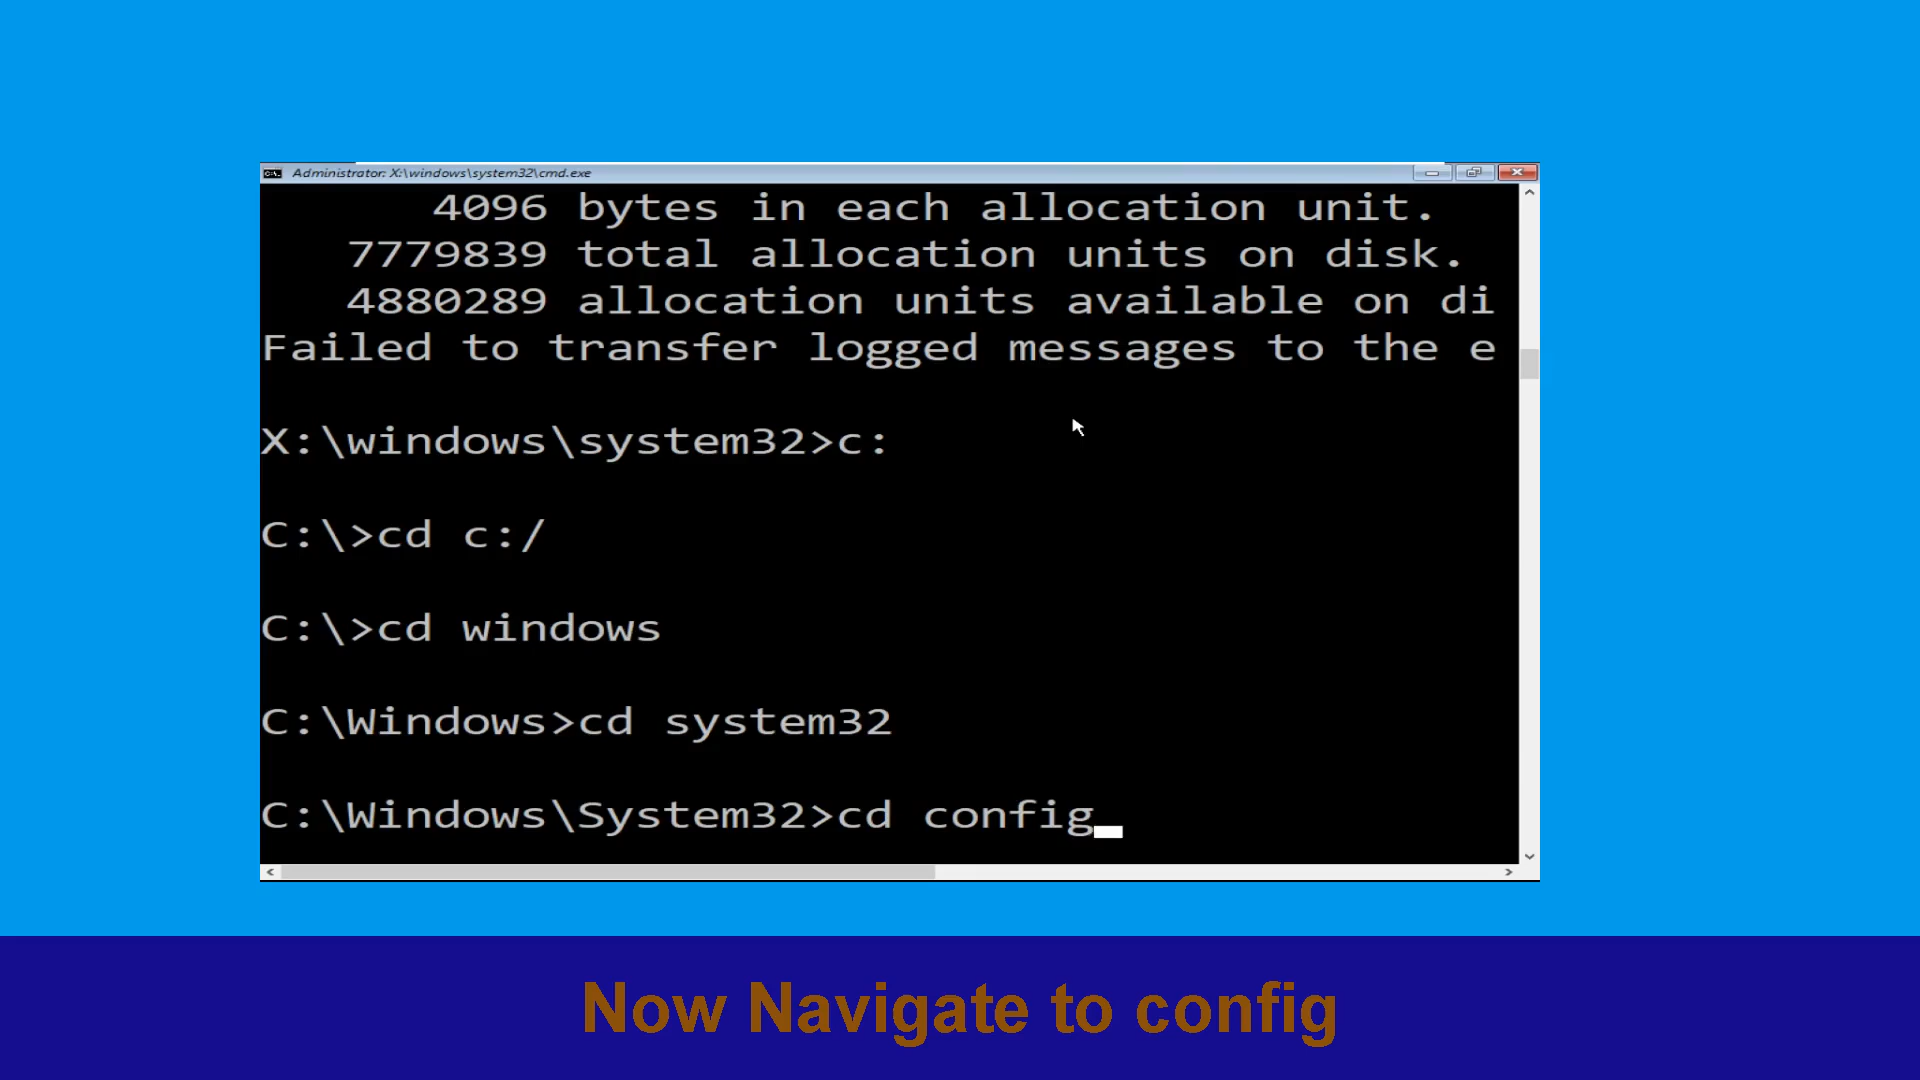 Administrator: X:\windows\system32\cmd.exe
4096 bytes in each allocation unit.
7779839 total allocation units on disk.
4880289 allocation units available on di
Failed to transfer logged messages to the e
X:\windows\system32>c:
C:\>cd c:/
C:\>cd windows
C:\Windows>cd system32
C:\Windows\System32>cd config
Now Navigate to config